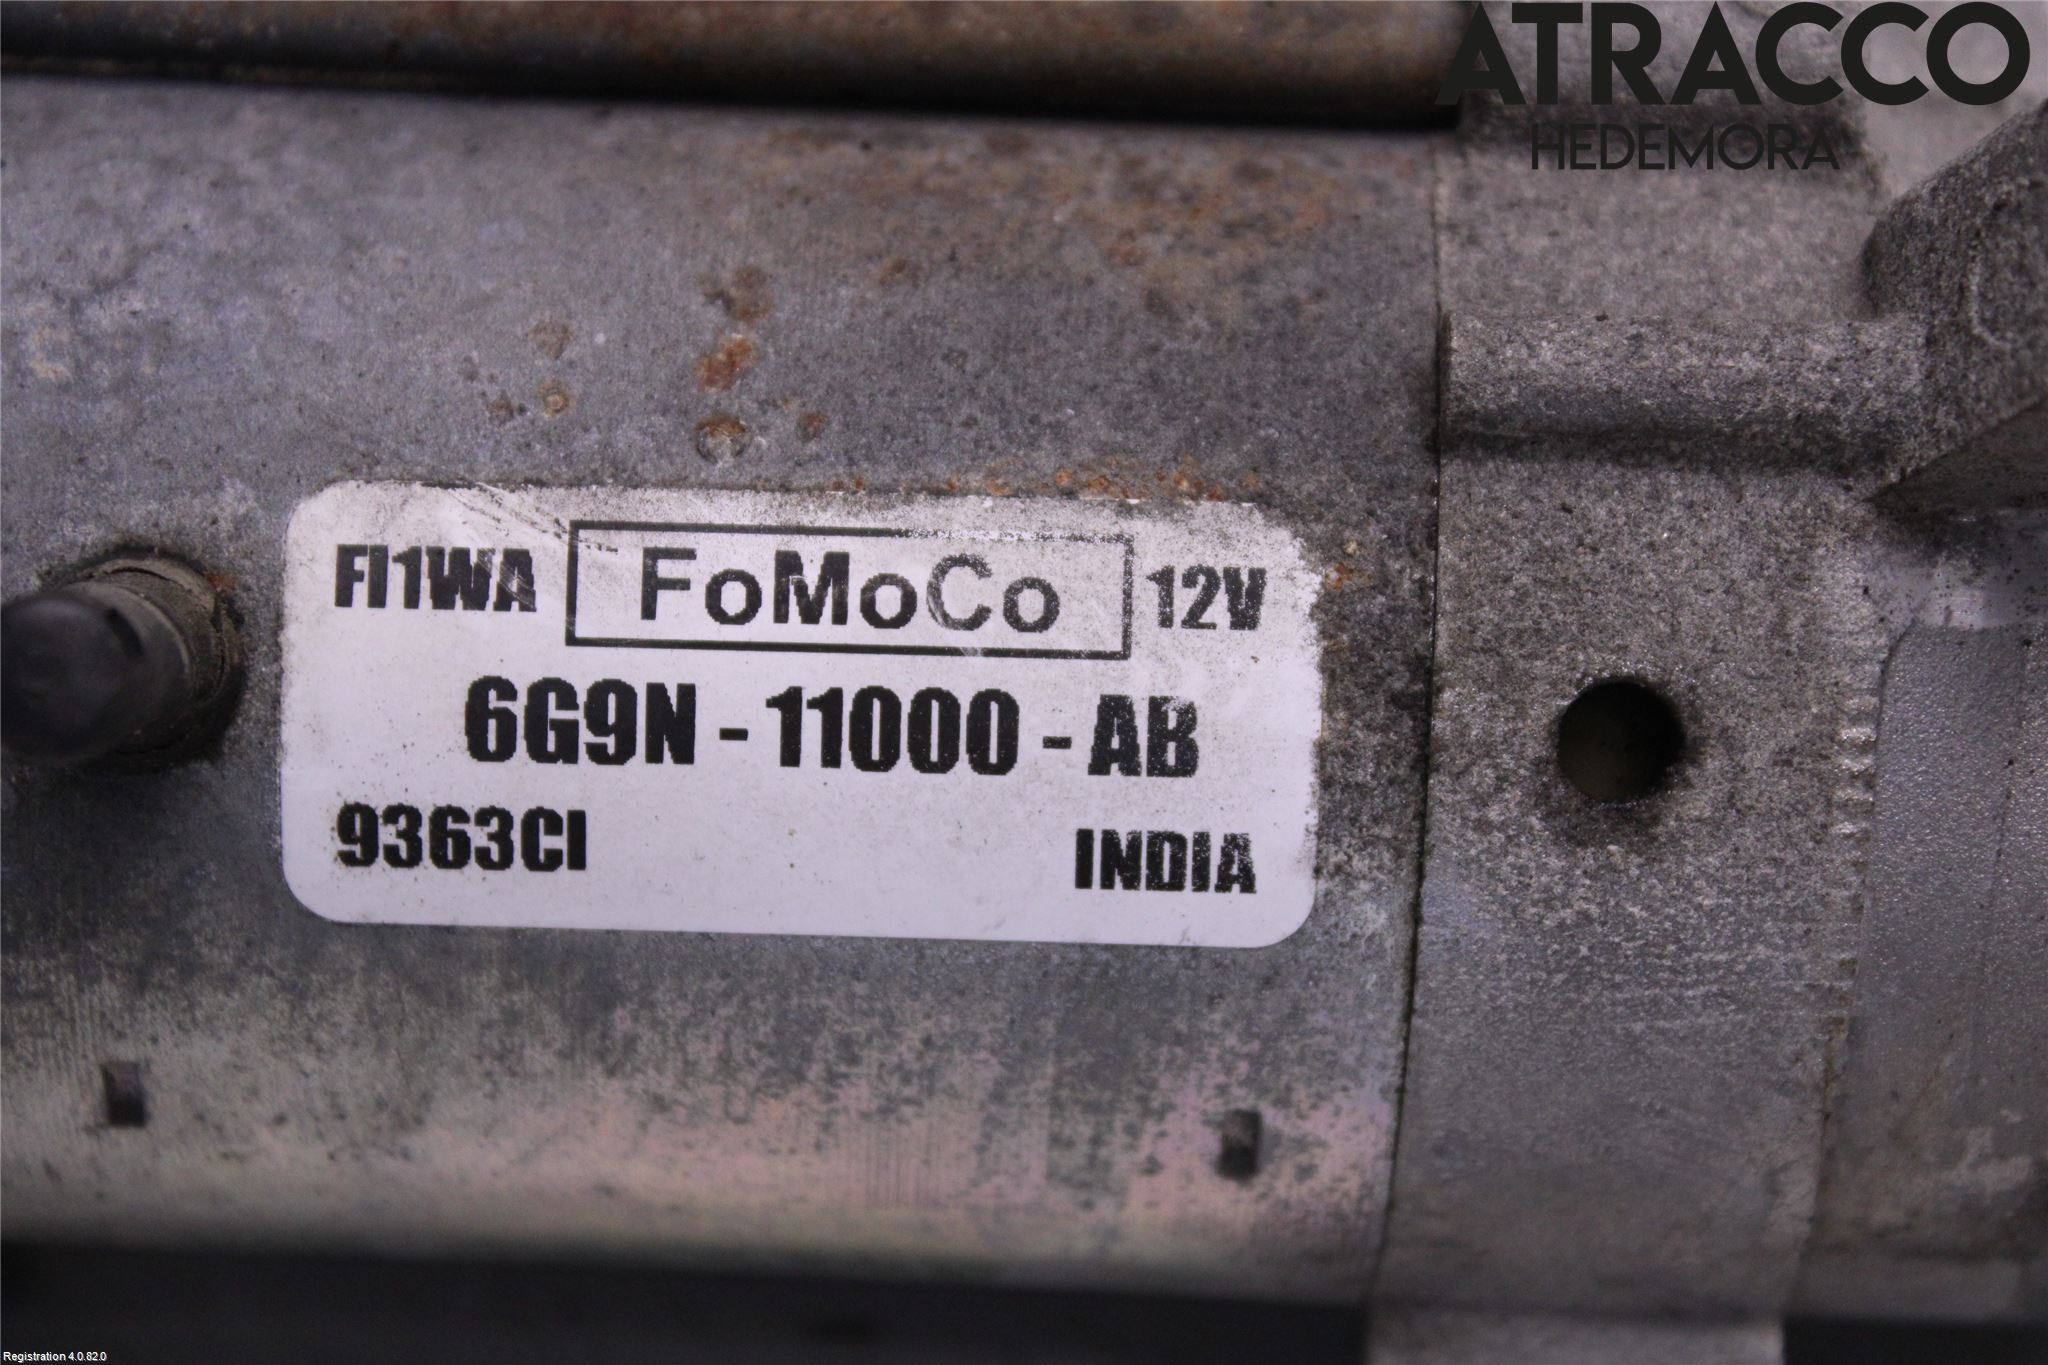 ATRACCO
HEDEMORA
FI1WA FoMoCo 12V
6G9N - 11000 - AB
9363CI INDIA
Registration 4.0.82.0